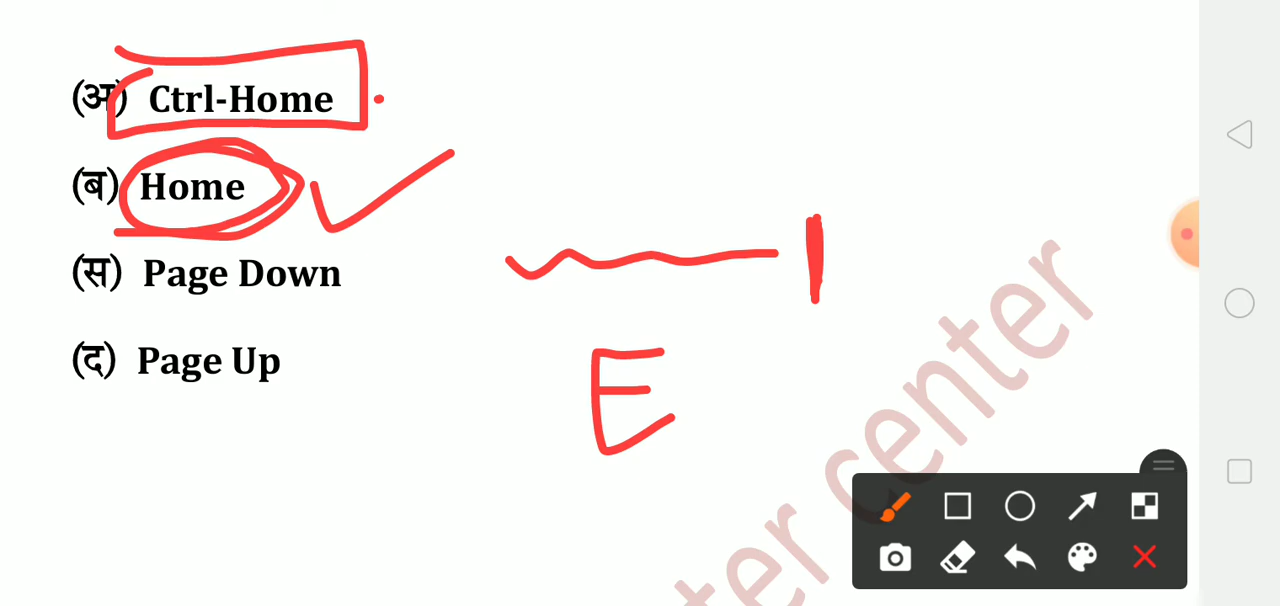 (अ) Ctrl-Home
(ब) Home
(स) Page Down
(द) Page Up
E
ter center